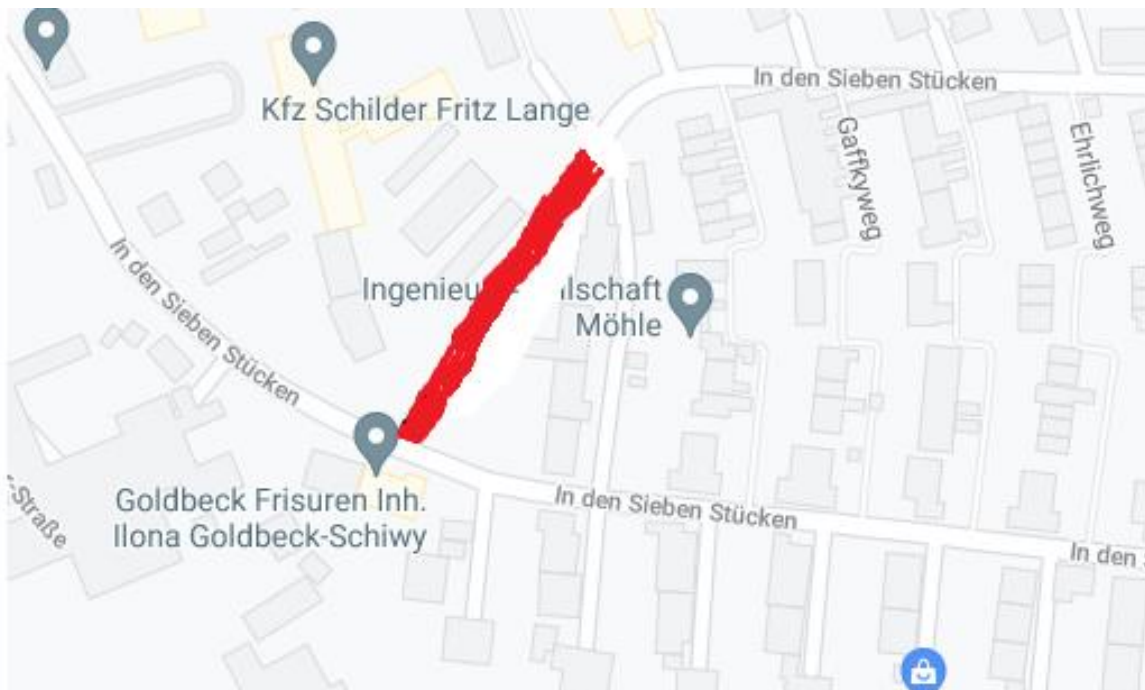 In den Sieben Stücken
Kfz Schilder Fritz Lange
Gaffkyweg
Ehrlichweg
In den Sieben Stücken
Ingenieu lschaft
Möhle
Goldbeck Frisuren Inh.
Ilona Goldbeck-Schiwy
In den Sieben Stücken
r-Straße
In den